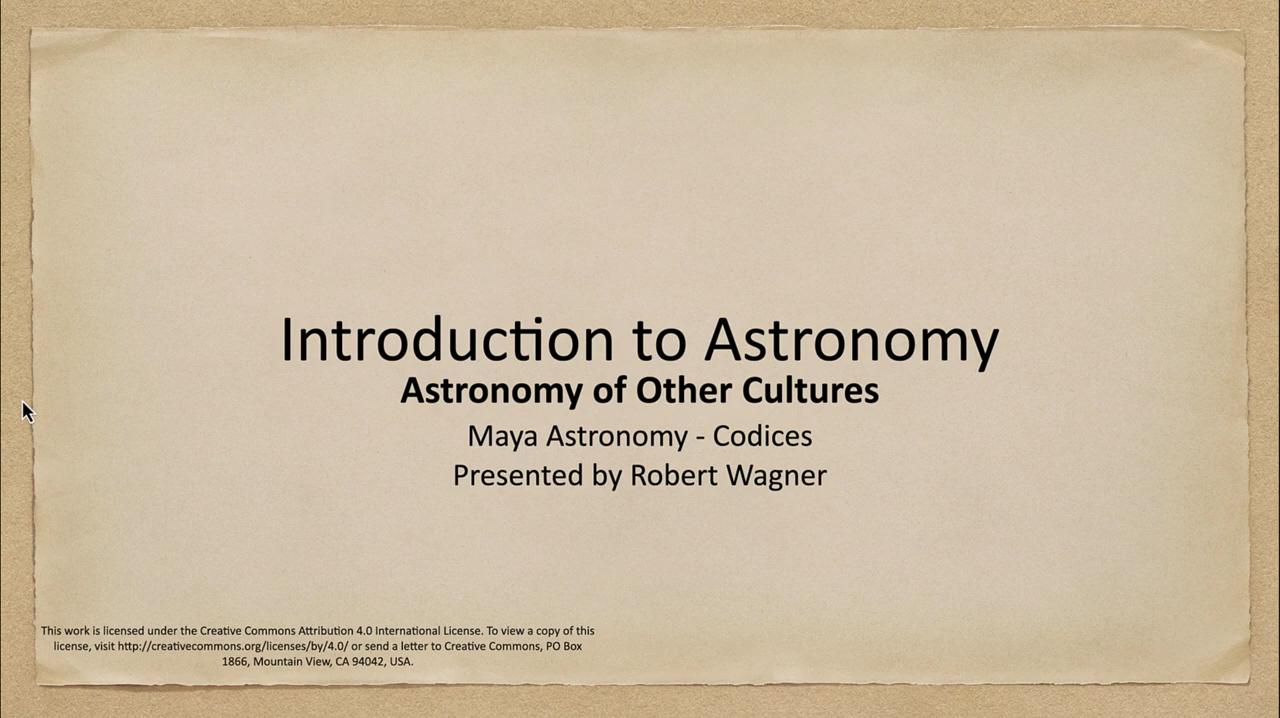 Introduction to Astronomy
Astronomy of Other Cultures
Maya Astronomy - Codices
Presented by Robert Wagner
This work is licensed under the Creative Commons Attribution 4.0 International License. To view a copy of this
license, visit http://creativecommons.org/licenses/by/4.0/ or send a letter to Creative Commons, PO Box
1866, Mountain View, CA 94042, USA.